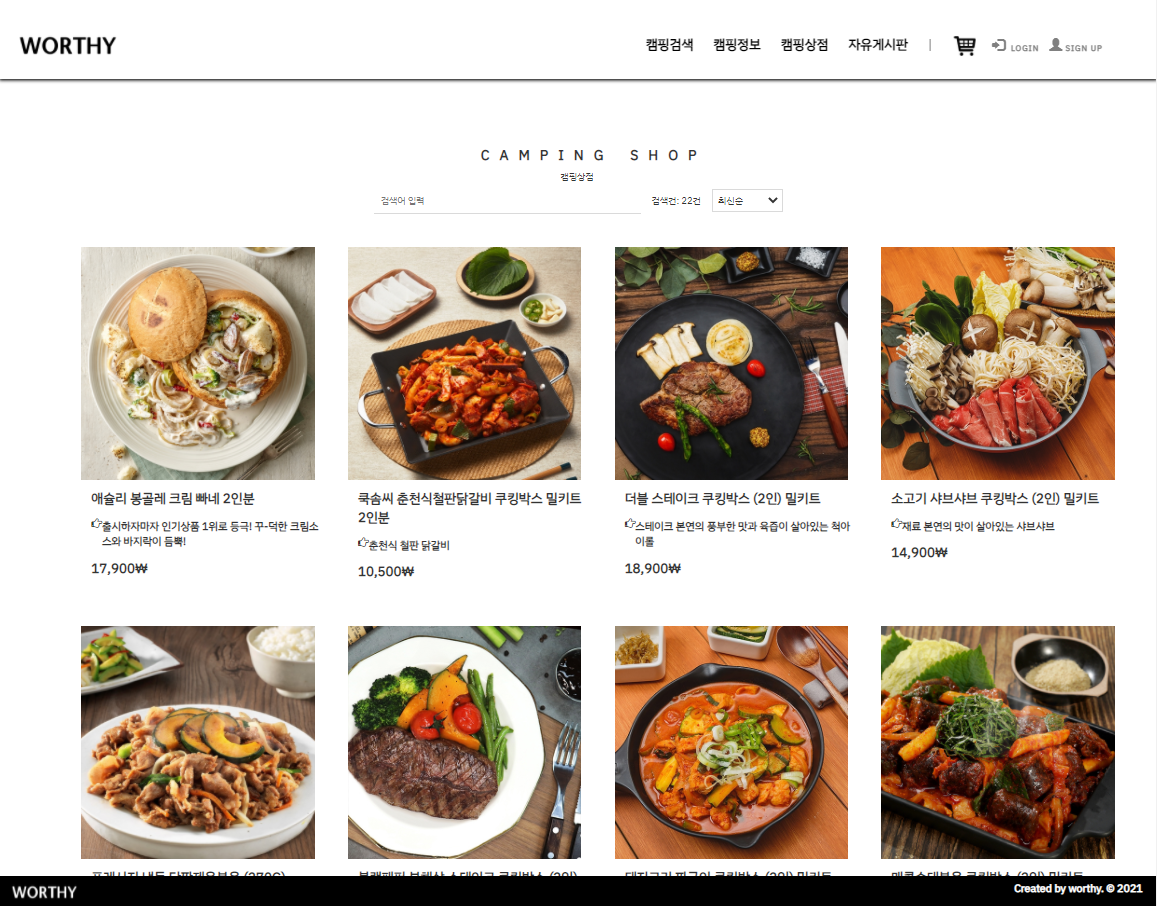 WORTHY
캠핑검색 캠핑정보 캠핑상점 자유게시판 | LOGIN SIGN UP
CAMPING SHOP
캠핑상점
검색어 입력 검색건: 22건 최신순
애슐리 봉골레 크림 빠네 2인분
출시하자마자 인기상품 1위로 등극! 꾸-덕한 크림소
스와 바지락이 듬뿍!
17,900₩
쿡솜씨 춘천식철판닭갈비 쿠킹박스 밀키트
2인분
춘천식 철판 닭갈비
10,500₩
더블 스테이크 쿠킹박스 (2인) 밀키트
스테이크 본연의 풍부한 맛과 육즙이 살아있는 척아
이롤
18,900₩
소고기 샤브샤브 쿠킹박스 (2인) 밀키트
재료 본연의 맛이 살아있는 샤브샤브
14,900₩
WORTHY
Created by worthy. © 2021